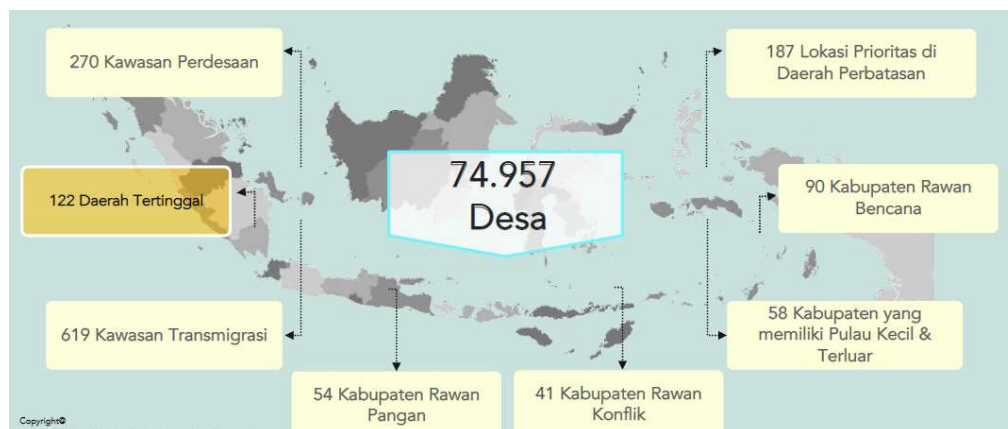 270 Kawasan Perdesaan
187 Lokasi Prioritas di
Daerah Perbatasan
74.957
Desa
122 Daerah Tertinggal
90 Kabupaten Rawan
Bencana
619 Kawasan Transmigrasi
58 Kabupaten yang
memiliki Pulau Kecil &
Terluar
54 Kabupaten Rawan
Pangan
41 Kabupaten Rawan
Konflik
Copyright©